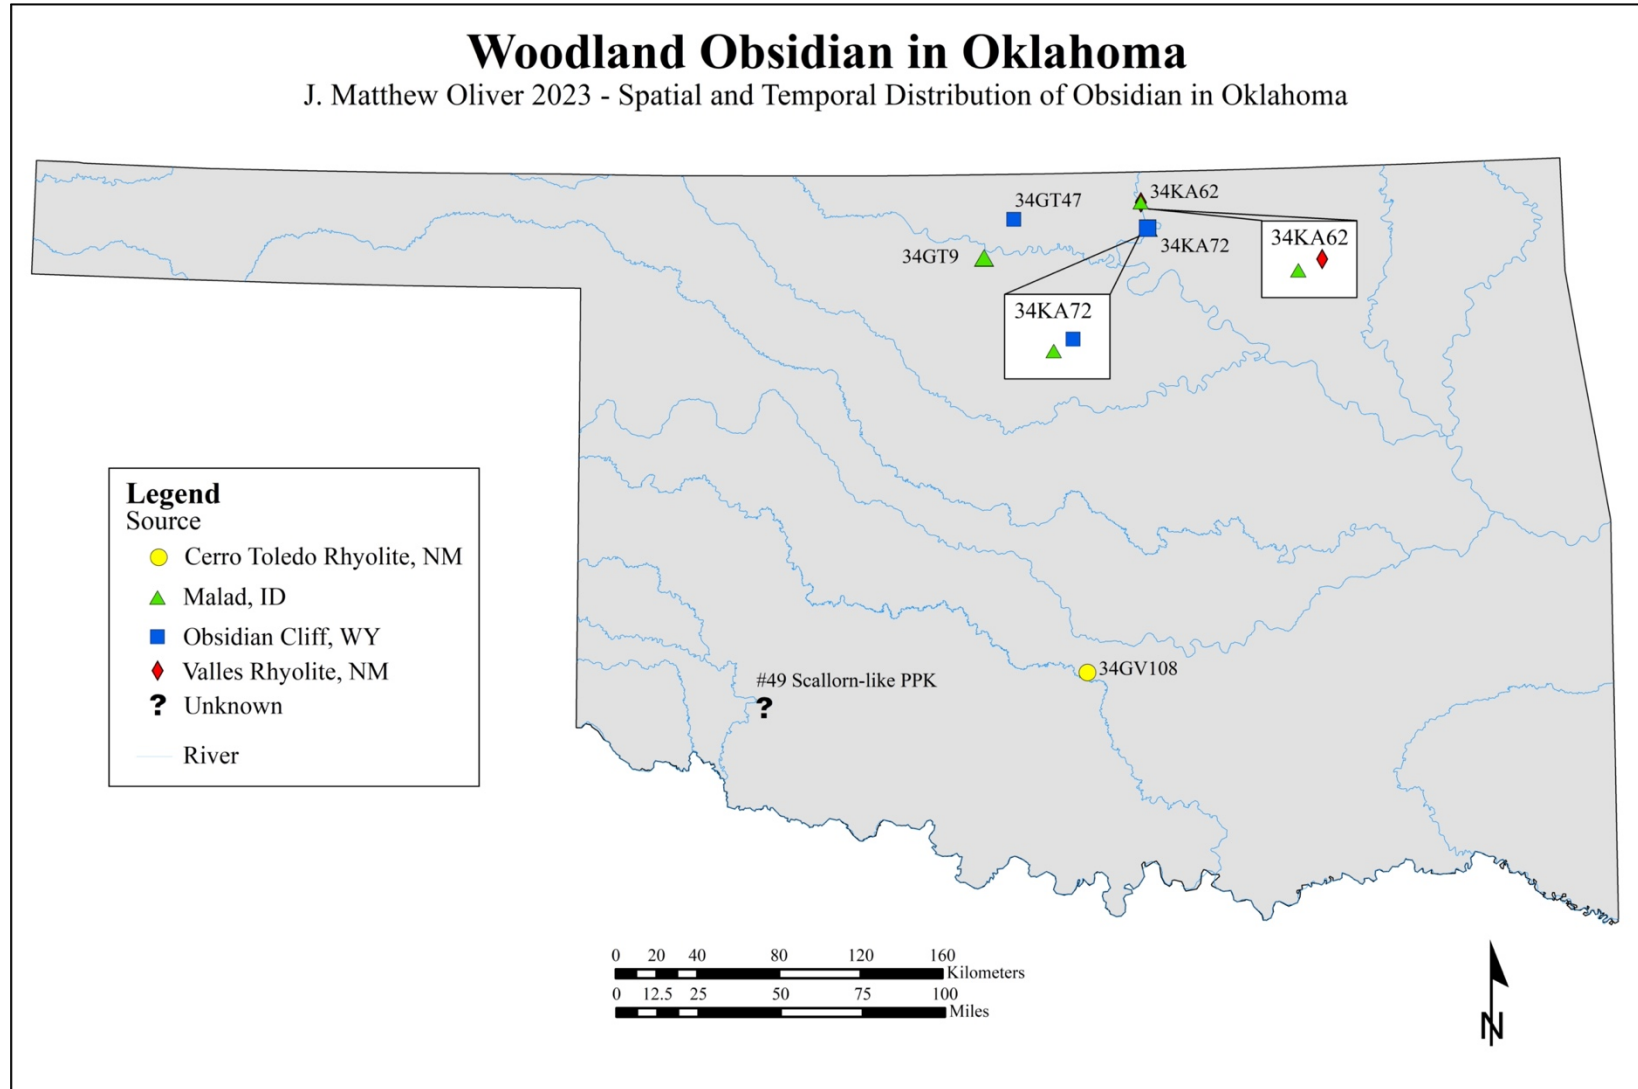 Woodland Obsidian in Oklahoma
J. Matthew Oliver 2023 - Spatial and Temporal Distribution of Obsidian in Oklahoma
34KA62
34GT47
34KA72
34KA62
34GT9
34KA72
Legend
Source
Cerro Toledo Rhyolite, NM
Malad, ID
Obsidian Cliff, WY
Valles Rhyolite, NM
? Unknown
River
34GV108
#49 Scallorn-like PPK
?
0 20 40 80 120 160
Kilometers
0 12.5 25 50 75 100
Miles
N